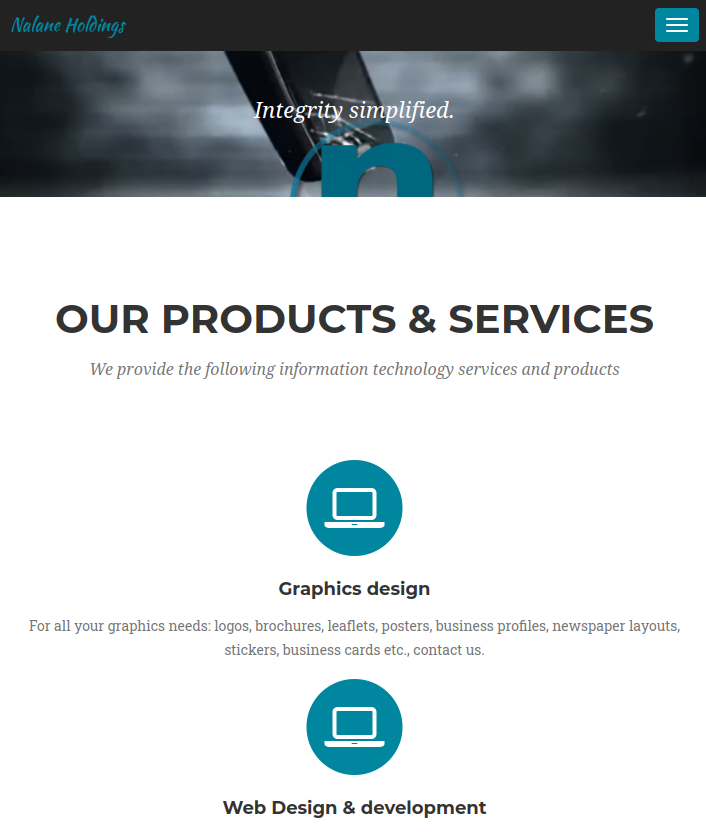 Nalane Holdings
Integrity simplified.
n
OUR PRODUCTS & SERVICES
We provide the following information technology services and products
Graphics design
For all your graphics needs: logos, brochures, leaflets, posters, business profiles, newspaper layouts,
stickers, business cards etc., contact us.
Web Design & development